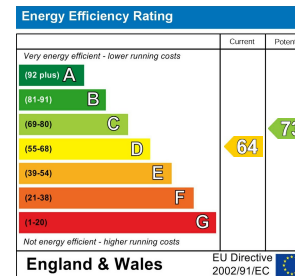 Energy Efficiency Rating
Current Poten
Very energy efficient - lower running costs
(92 plus) A
(81-91) B
(69-80) C
(55-68) D
(39-54) E
(21-38) F
(1-20) G
64
73
Not energy efficient - higher running costs
England & Wales
EU Directive
2002/91/EC